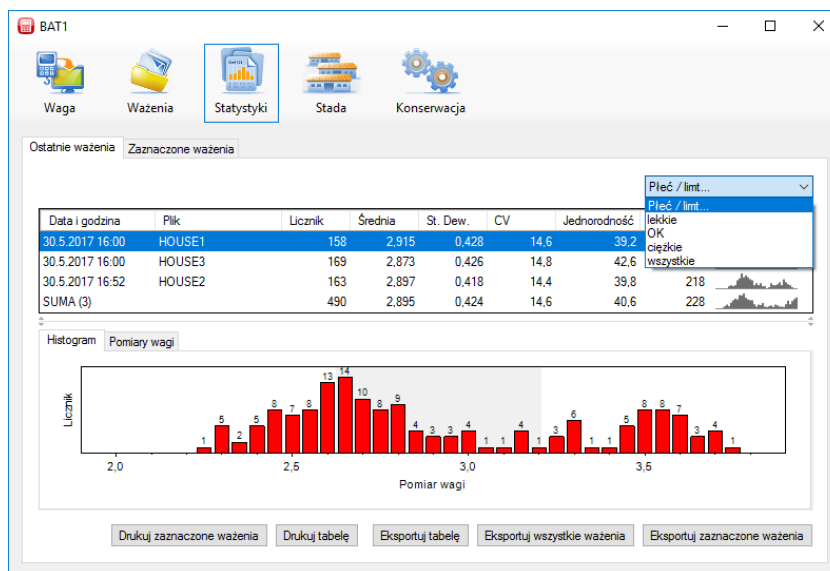 BAT1
Waga Ważenia Statystyki Stada Konserwacja
Ostatnie ważenia Zaznaczone ważenia
Płeć / limt...
Płeć / limt...
lekkie
OK
ciężkie
wszystkie
Data i godzina Plik Licznik Średnia St. Dew. CV Jednorodność
30.5.2017 16:00 HOUSE1 158 2,915 0,428 14,6 39,2
30.5.2017 16:00 HOUSE3 169 2,873 0,426 14,8 42,6
30.5.2017 16:52 HOUSE2 163 2,897 0,418 14,4 39,8 218
SUMA (3) 490 2,895 0,424 14,6 40,6 228
Histogram Pomiary wagi
Licznik
1 5 2 5 8 7 8 13 14 10 8 9 4 3 3 4 1 1 4 1 3 6 1 1 5 8 8 7 3 4 1
2,0 2,5 3,0 3,5
Pomiar wagi
Drukuj zaznaczone ważenia Drukuj tabelę Eksportuj tabelę Eksportuj wszystkie ważenia Eksportuj zaznaczone ważenia